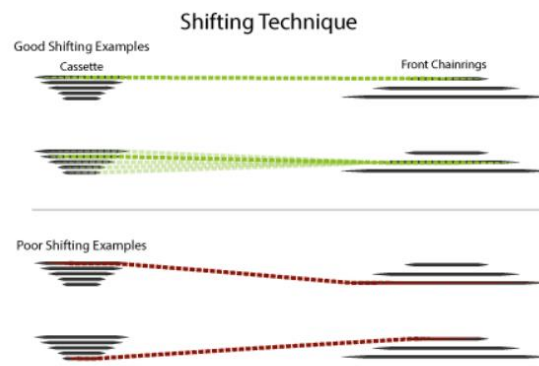 Shifting Technique
Good Shifting Examples
Cassette
Front Chainrings
Poor Shifting Examples